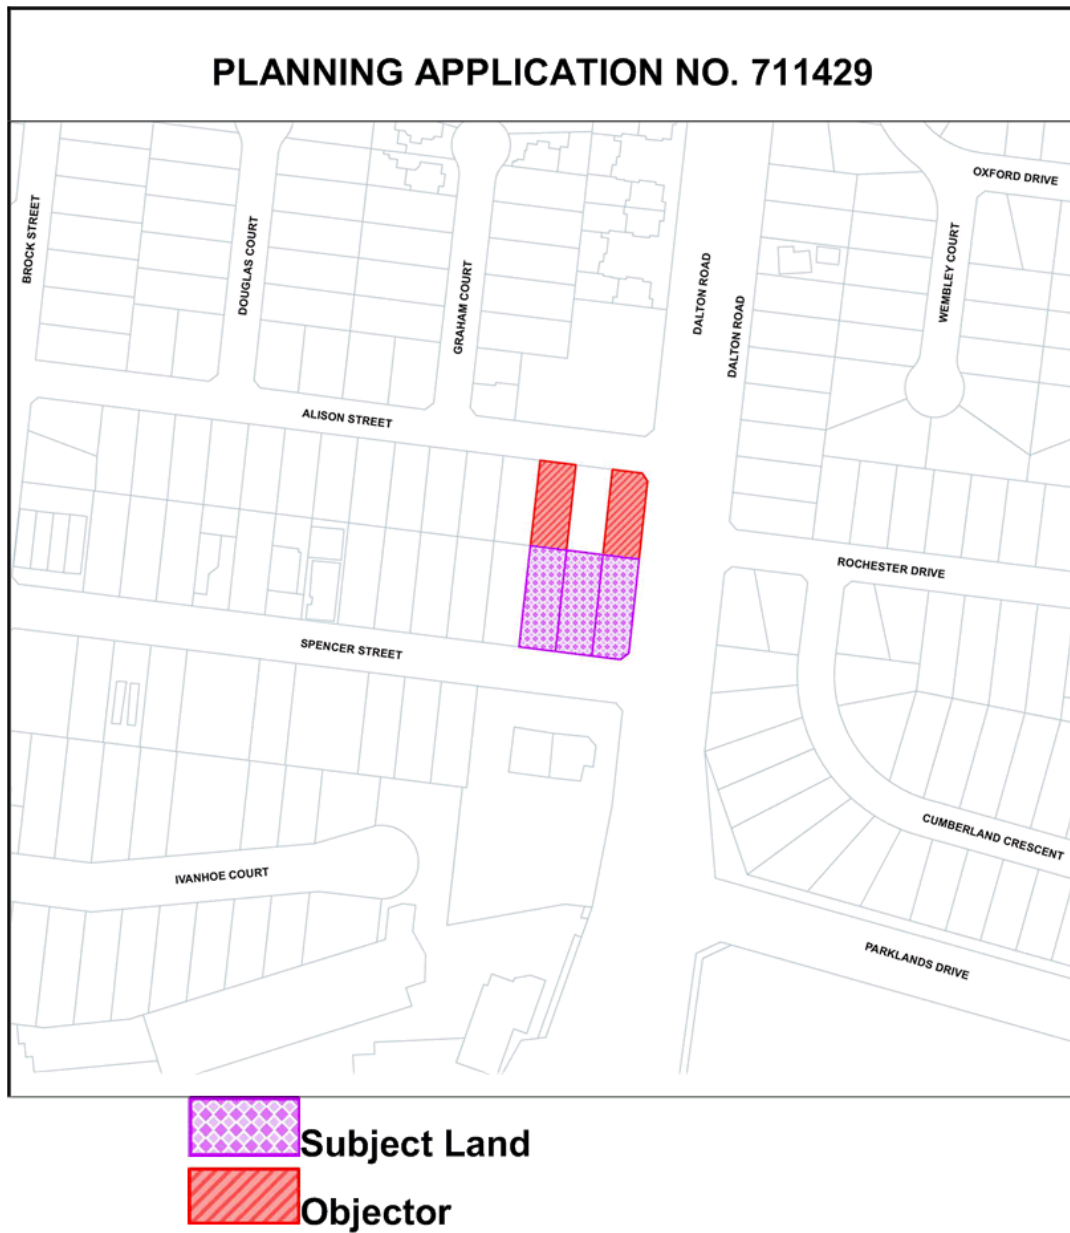 PLANNING APPLICATION NO. 711429
OXFORD DRIVE
BROCK STREET
DOUGLAS COURT
GRAHAM COURT
DALTON ROAD
DALTON ROAD
WEMBLEY COURT
ALISON STREET
ROCHESTER DRIVE
SPENCER STREET
CUMBERLAND CRESCENT
IVANHOE COURT
PARKLANDS DRIVE
Subject Land
Objector